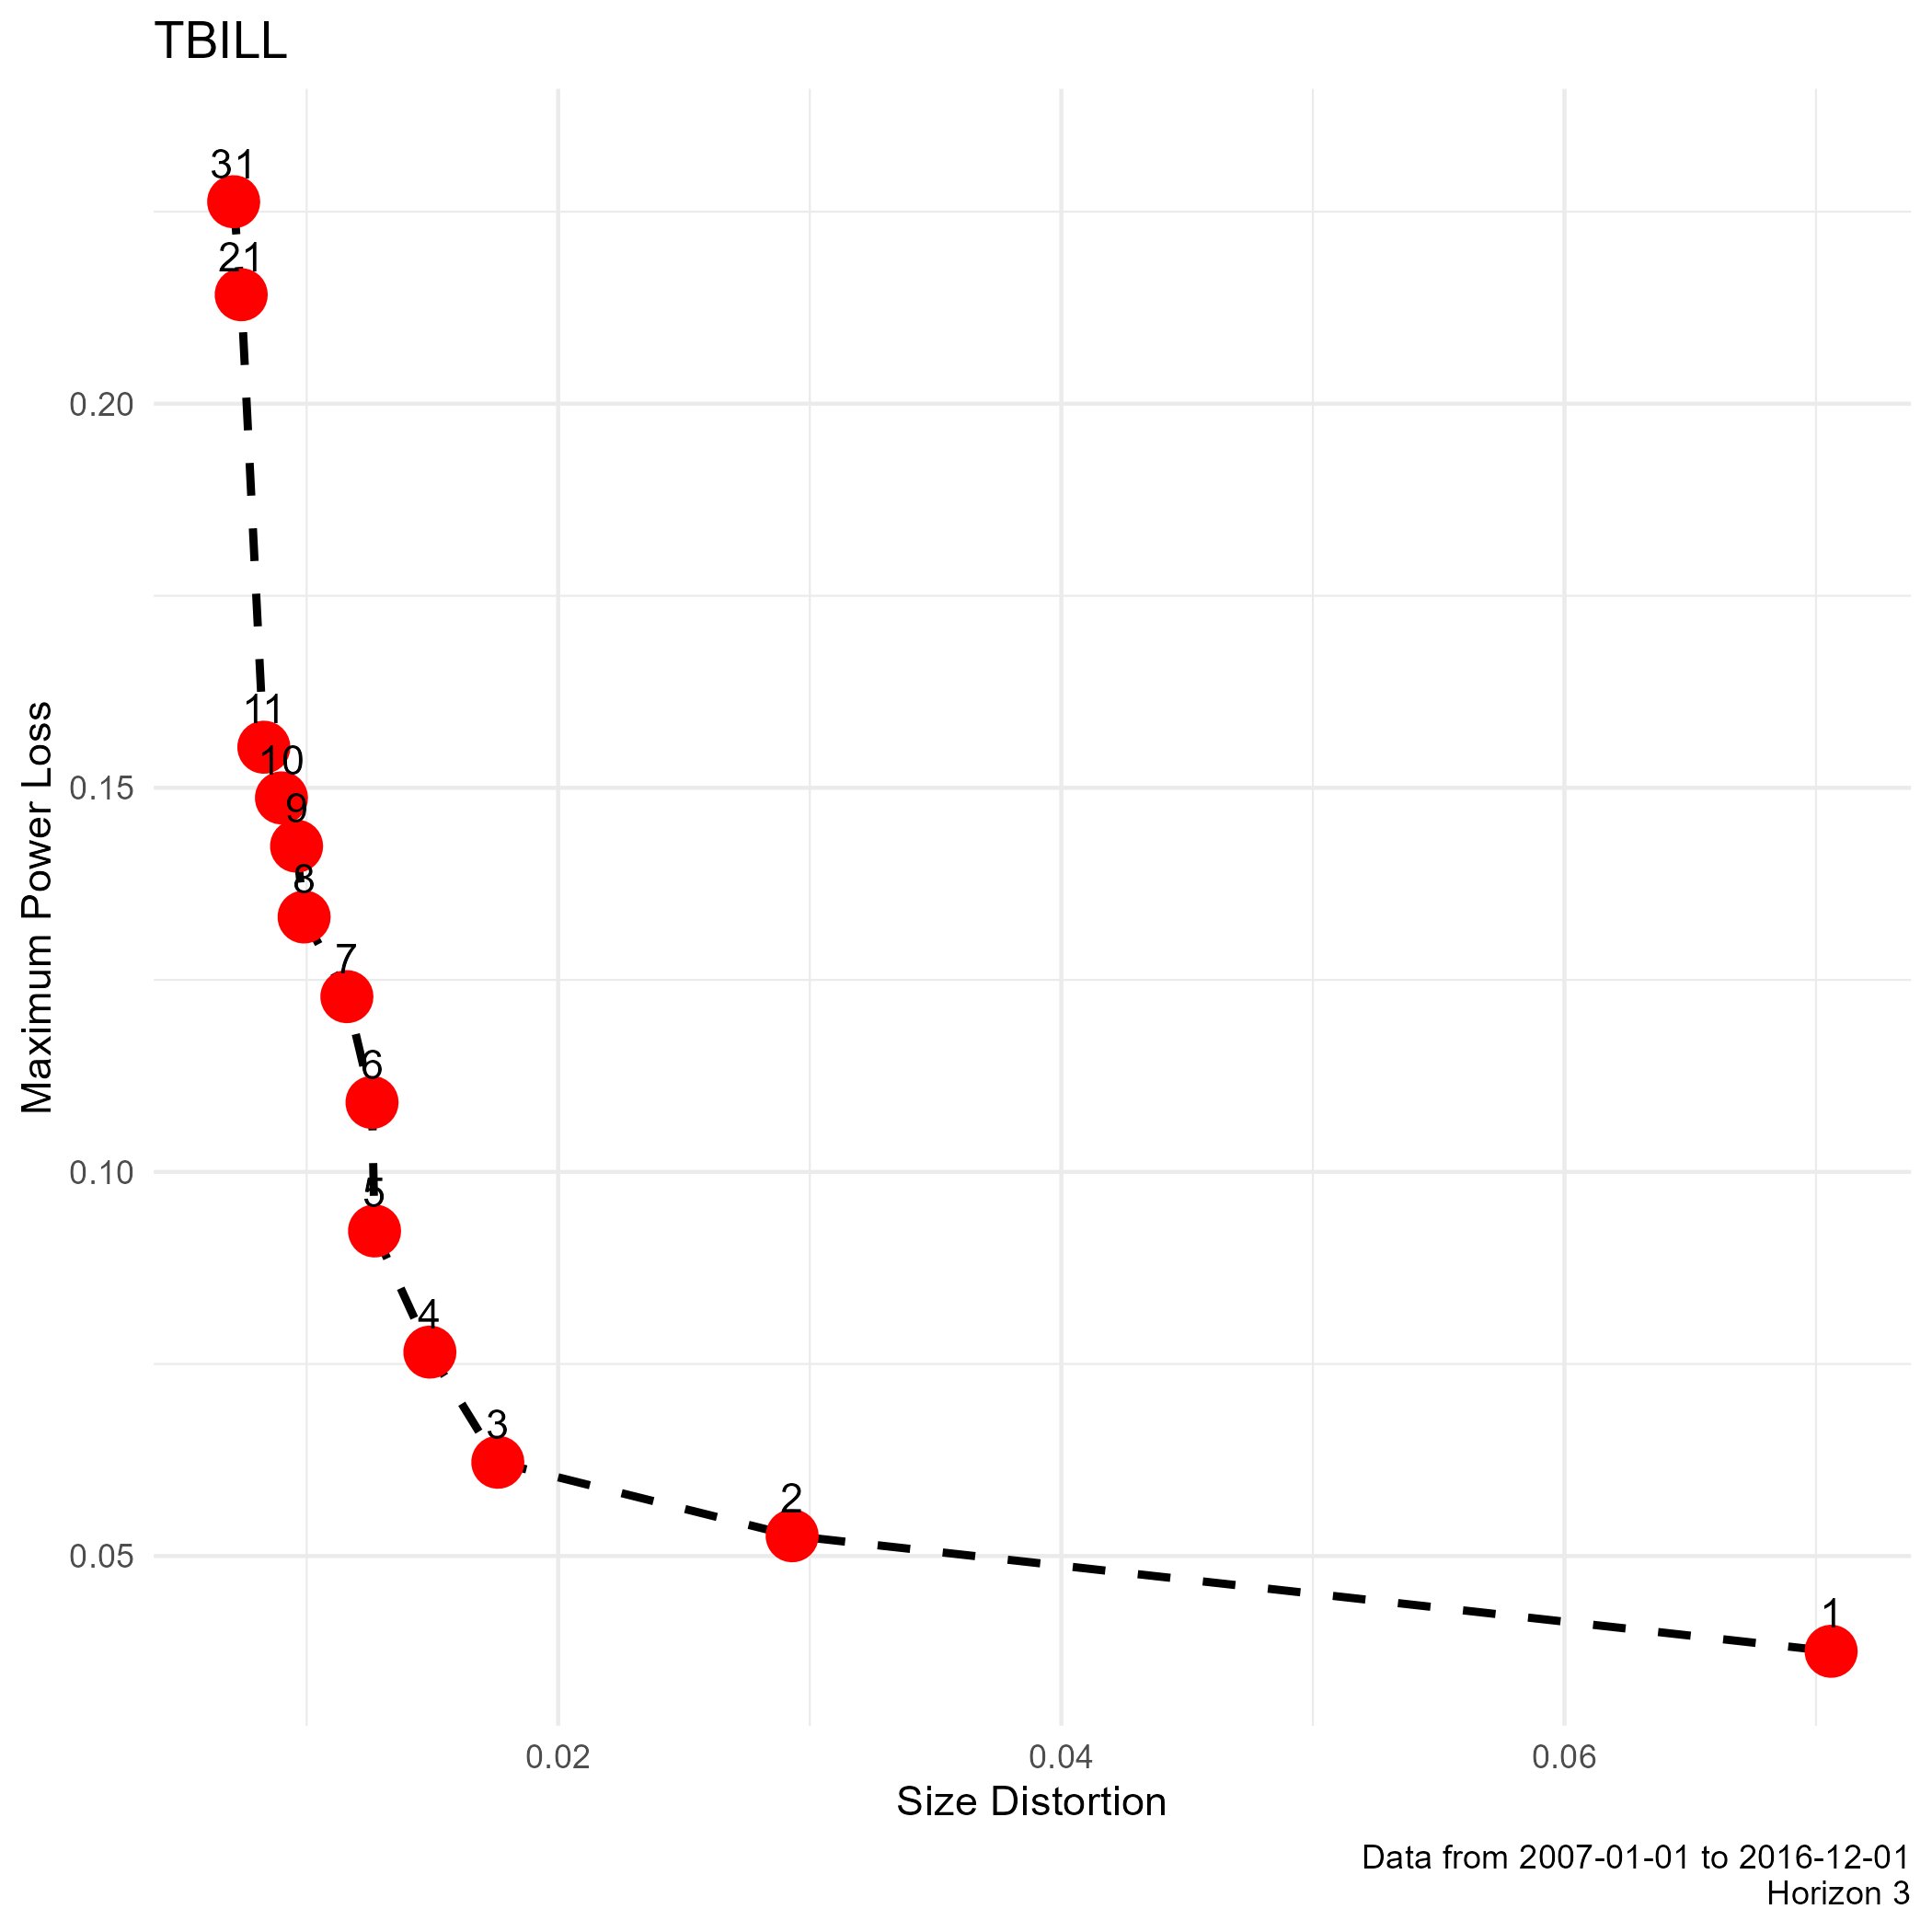 TBILL
31
21
0.20
11
10
0.15
9
8
7
Maximum Power Loss
6
0.10
5
4
3
2
0.05
1
0.02 0.04 0.06
Size Distortion
Data from 2007-01-01 to 2016-12-01
Horizon 3